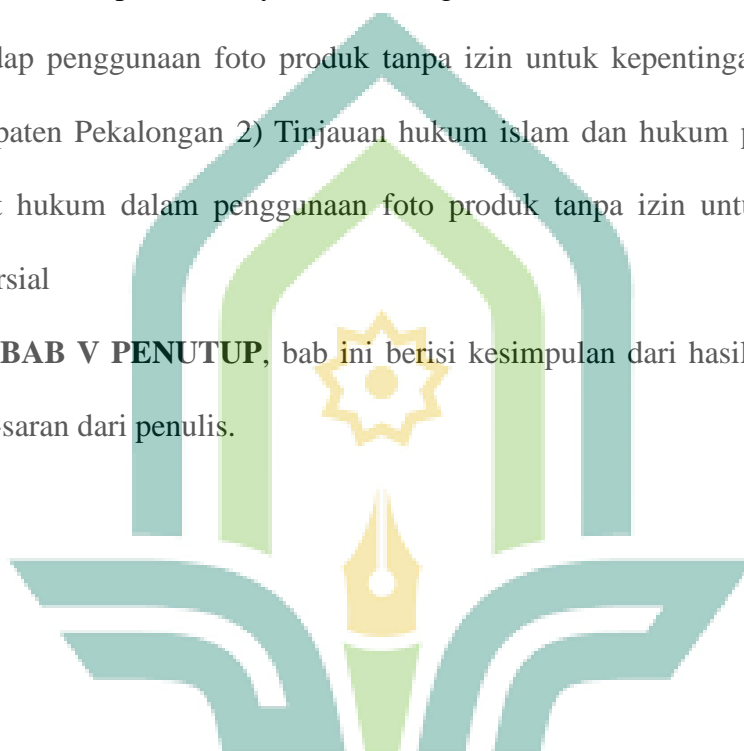 dap penggunaan foto produk tanpa izin untuk kepentinga
paten Pekalongan 2) Tinjauan hukum islam dan hukum p
t hukum dalam penggunaan foto produk tanpa izin untu
rsial
BAB V PENUTUP, bab ini berisi kesimpulan dari hasil
-saran dari penulis.